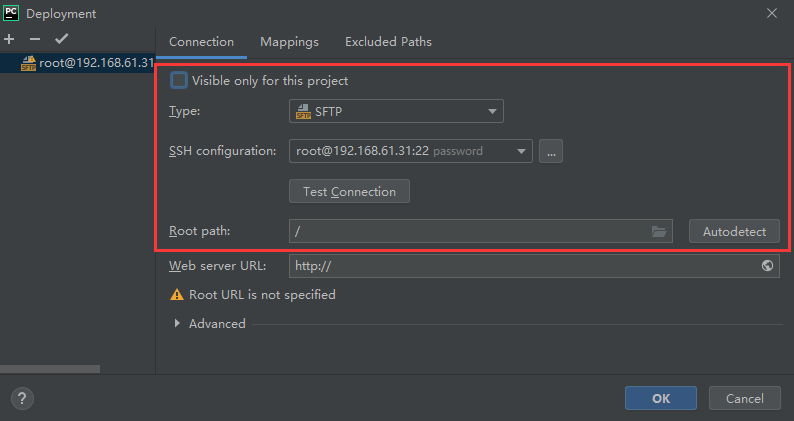 PC Deployment
Connection Mappings Excluded Paths
SFTP root@192.168.61.31
Visible only for this project
Type: SFTP SFTP
SSH configuration: root@192.168.61.31:22 password ...
Test Connection
Root path: / Autodetect
Web server URL: http://
Root URL is not specified
Advanced
? OK Cancel